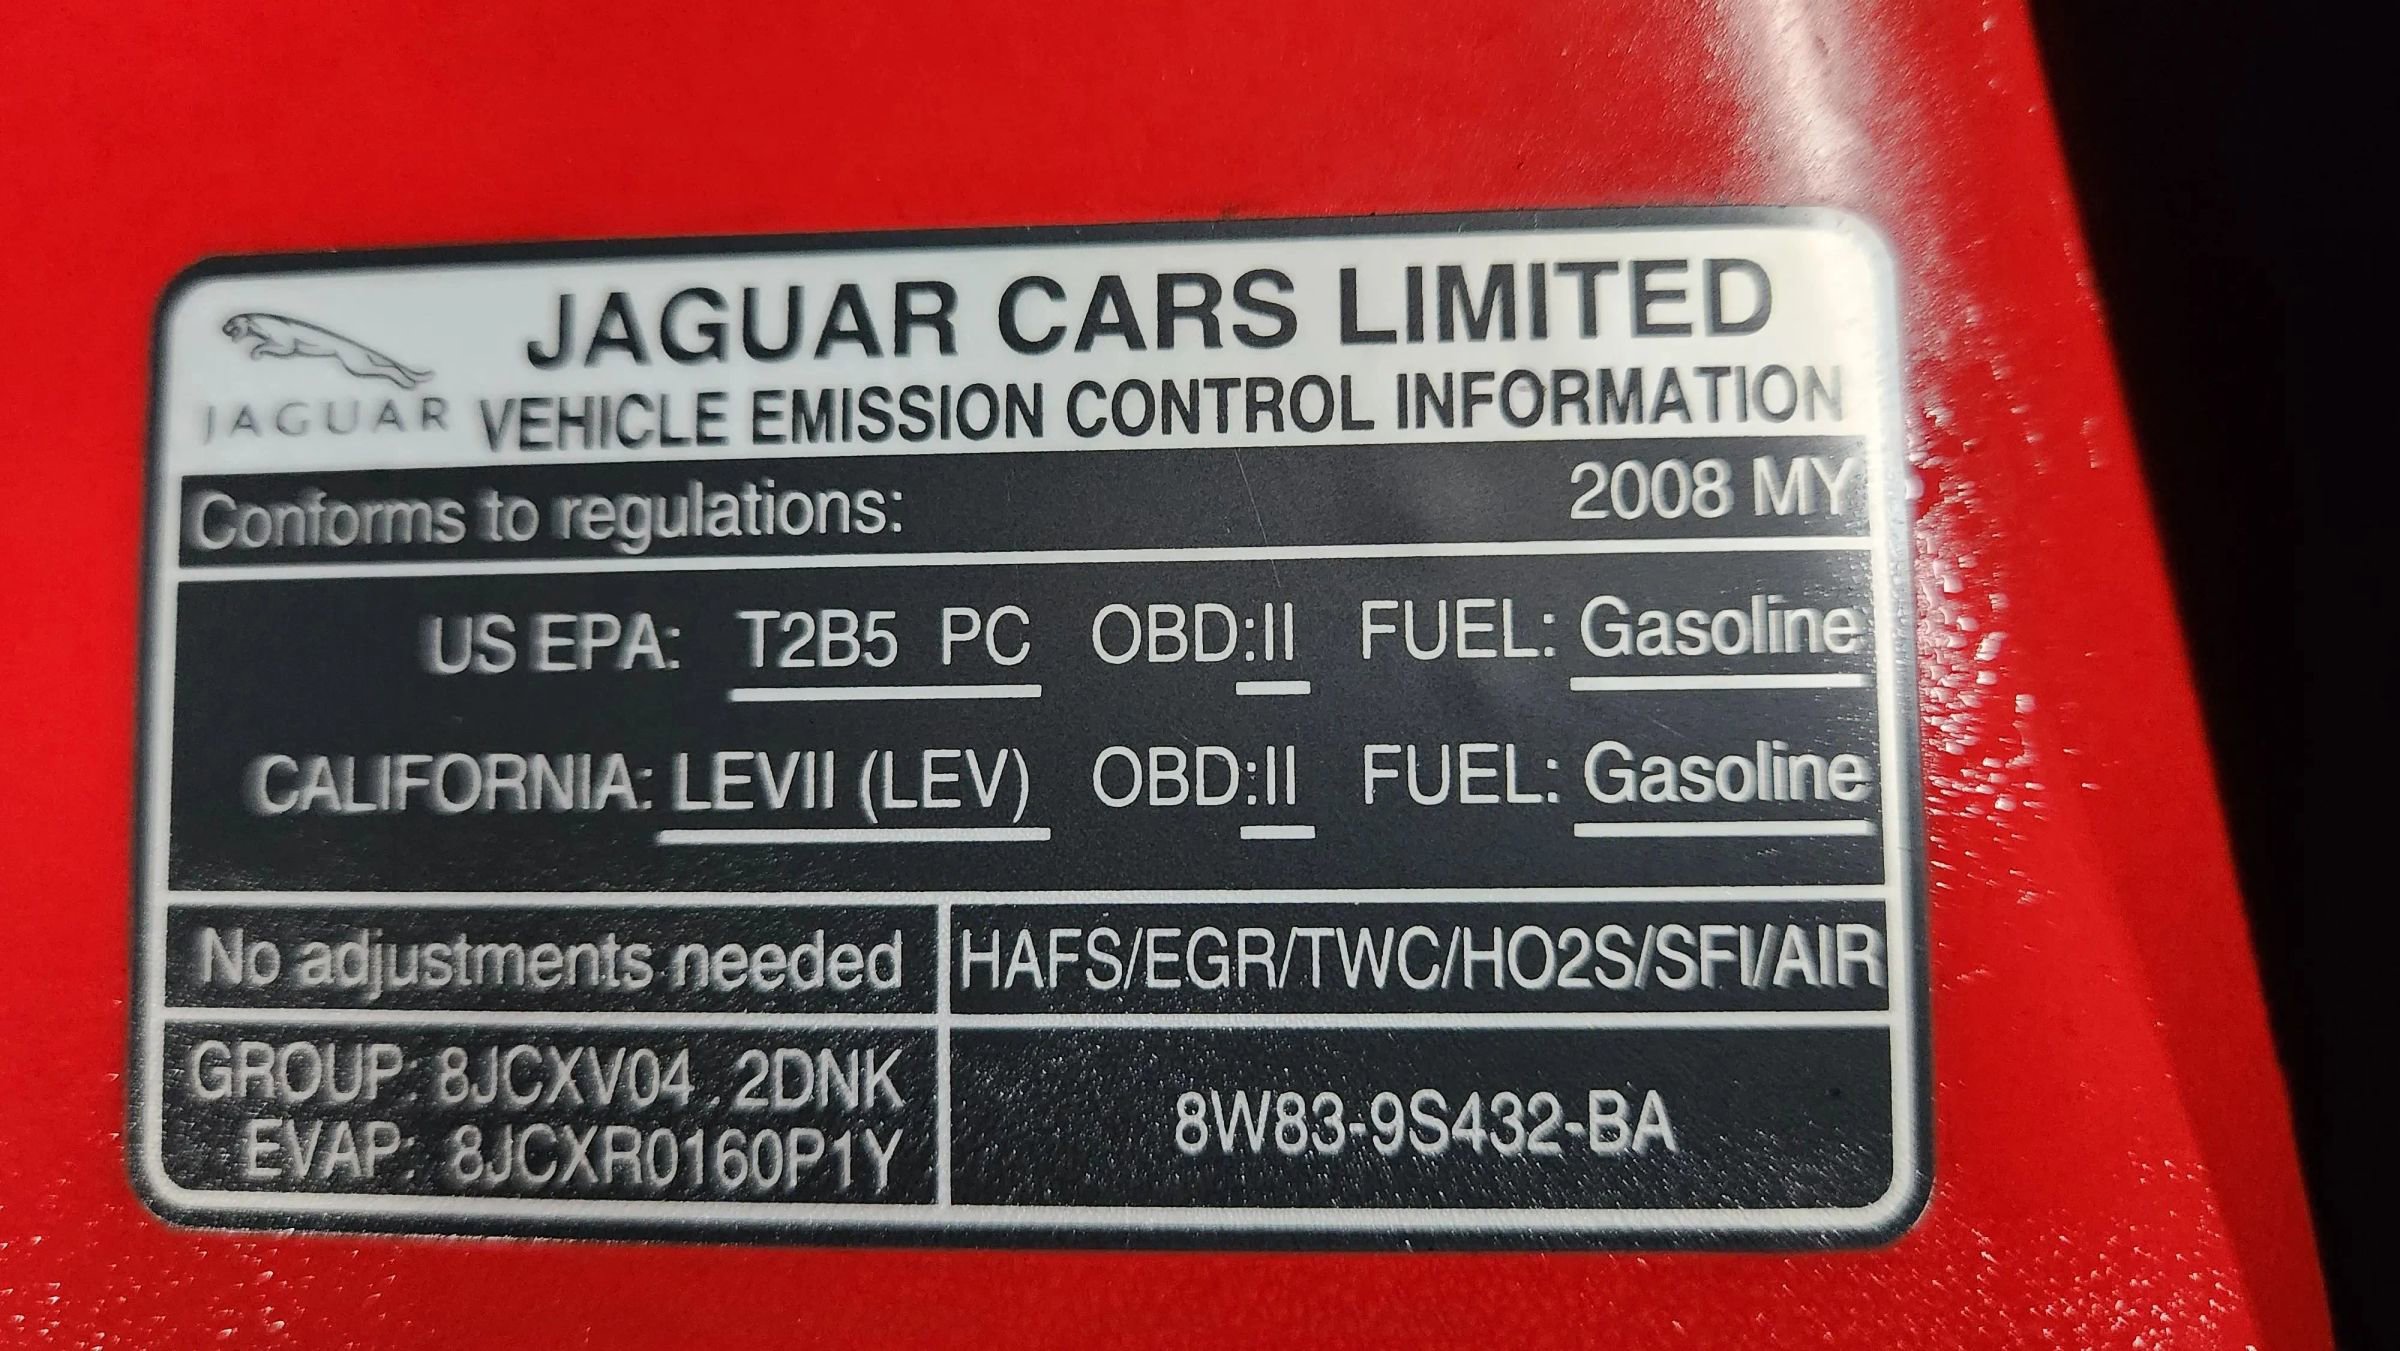 JAGUAR CARS LIMITED
JAGUAR VEHICLE EMISSION CONTROL INFORMATION
Conforms to regulations: 2008 MY
US EPA: T2B5 PC OBD:II FUEL: Gasoline
CALIFORNIA: LEVII (LEV) OBD:II FUEL: Gasoline
No adjustments needed HAFS/EGR/TWC/HO2S/SFI/AIR
GROUP: 8JCXV04.2DNK
EVAP: 8JCXR0160P1Y
8W83-9S432-BA